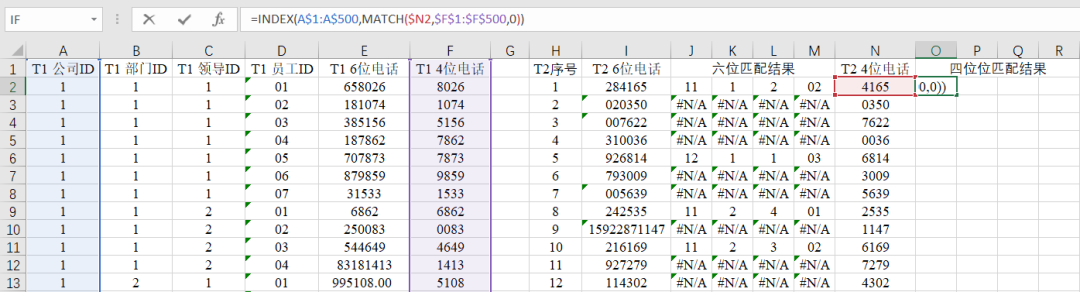 IF =INDEX(A$1:A$500,MATCH($N2,$F$1:$F$500,0))
A B C D E F G H I J K L M N O P Q R
1 T1 公司ID T1 部门ID T1 领导ID T1 员工ID T1 6位电话 T1 4位电话 T2序号 T2 6位电话 六位匹配结果 T2 4位电话 四位位匹配结果
2 1 1 1 01 658026 8026 1 284165 11 1 2 02 4165 0,0))
3 1 1 1 02 181074 1074 2 020350 #N/A #N/A #N/A #N/A 0350
4 1 1 1 03 385156 5156 3 007622 #N/A #N/A #N/A #N/A 7622
5 1 1 1 04 187862 7862 4 310036 #N/A #N/A #N/A #N/A 0036
6 1 1 1 05 707873 7873 5 926814 12 1 1 03 6814
7 1 1 1 06 879859 9859 6 793009 #N/A #N/A #N/A #N/A 3009
8 1 1 1 07 31533 1533 7 005639 #N/A #N/A #N/A #N/A 5639
9 1 1 2 01 6862 6862 8 242535 11 2 4 01 2535
10 1 1 2 02 250083 0083 9 15922871147 #N/A #N/A #N/A #N/A 1147
11 1 1 2 03 544649 4649 10 216169 11 2 3 02 6169
12 1 1 2 04 83181413 1413 11 927279 #N/A #N/A #N/A #N/A 7279
13 1 2 1 01 995108.00 5108 12 114302 #N/A #N/A #N/A #N/A 4302